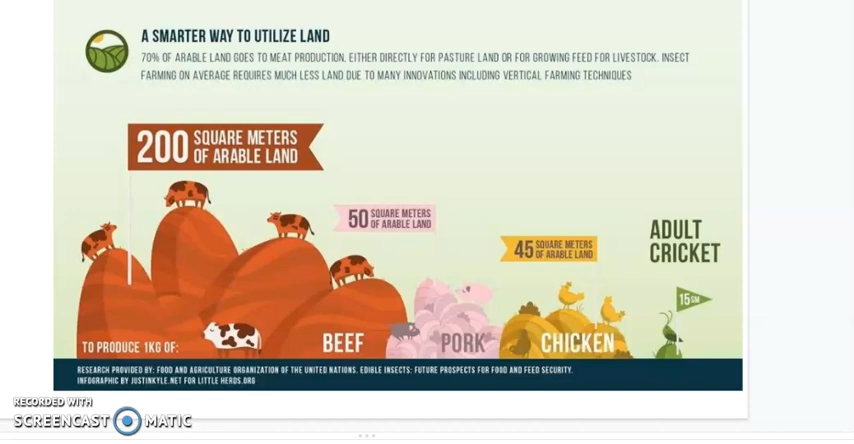 A SMARTER WAY TO UTILIZE LAND
70% OF ARABLE LAND GOES TO MEAT PRODUCTION, EITHER DIRECTLY FOR PASTURE LAND OR FOR GROWING FEED FOR LIVESTOCK. INSECT
FARMING ON AVERAGE REQUIRES MUCH LESS LAND DUE TO MANY INNOVATIONS INCLUDING VERTICAL FARMING TECHNIQUES
200 SQUARE METERS
OF ARABLE LAND
50 SQUARE METERS
OF ARABLE LAND
45 SQUARE METERS
OF ARABLE LAND
ADULT
CRICKET
15SM
TO PRODUCE 1KG OF:
BEEF
PORK
CHICKEN
RESEARCH PROVIDED BY: FOOD AND AGRICULTURE ORGANIZATION OF THE UNITED NATIONS. EDIBLE INSECTS: FUTURE PROSPECTS FOR FOOD AND FEED SECURITY.
INFOGRAPHIC BY JUSTINKYLE.NET FOR LITTLE HERDS.ORG
RECORDED WITH
SCREENCAST MATIC